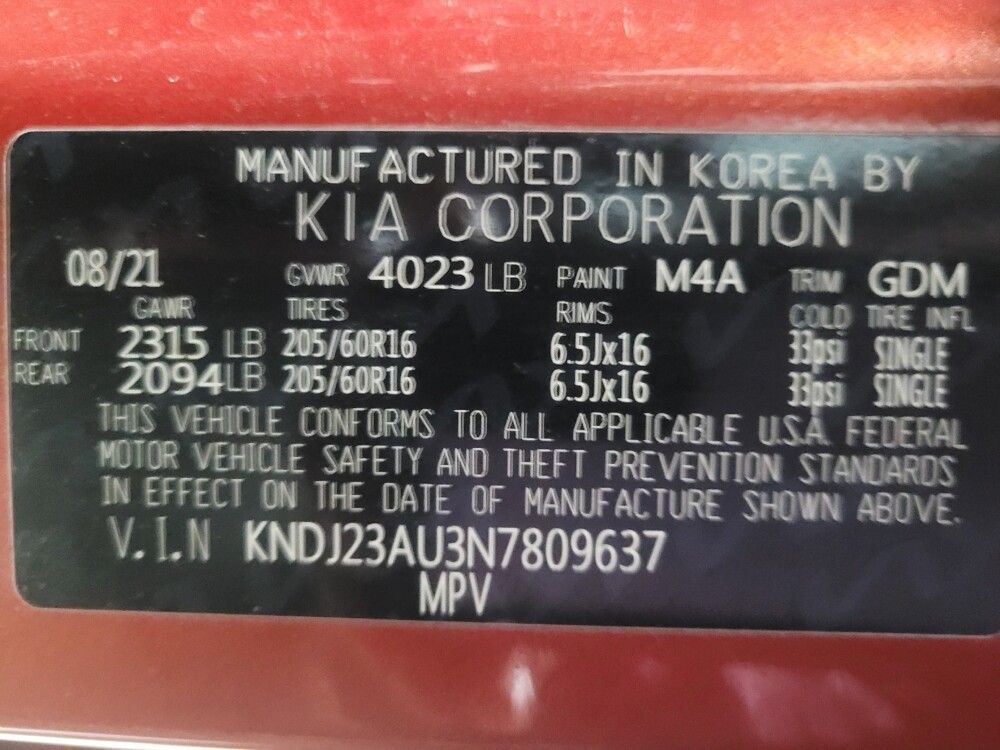 MANUFACTURED IN KOREA BY
KIA CORPORATION
08/21 GVWR 4023 LB PAINT M4A TRIM GDM
GAWR TIRES RIMS COLD TIRE INFL
FRONT 2315 LB 205/60R16 6.5Jx16 33psi SINGLE
REAR 2094 LB 205/60R16 6.5Jx16 33psi SINGLE
THIS VEHICLE CONFORMS TO ALL APPLICABLE U.S.A. FEDERAL
MOTOR VEHICLE SAFETY AND THEFT PREVENTION STANDARDS
IN EFFECT ON THE DATE OF MANUFACTURE SHOWN ABOVE.
V.I.N KNDJ23AU3N7809637
MPV